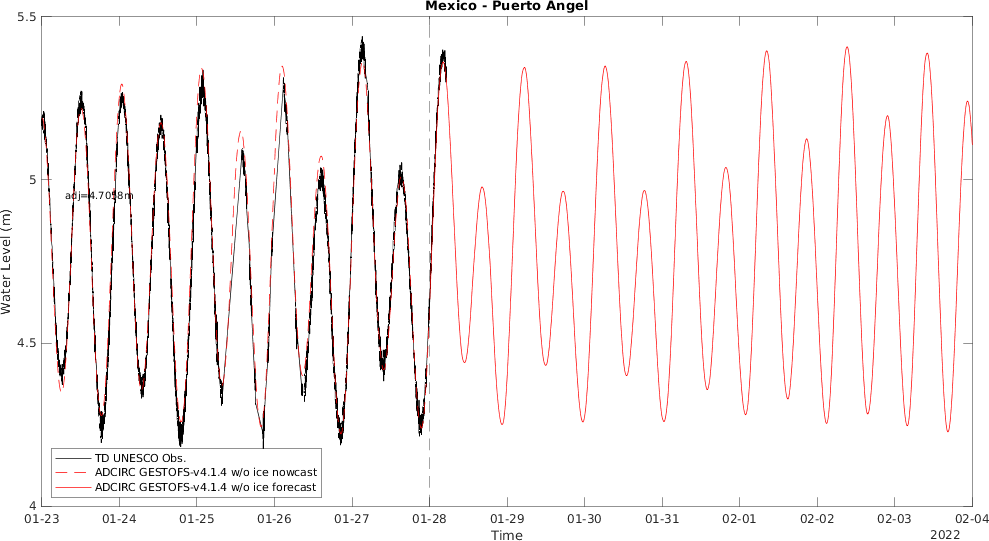 Mexico - Puerto Angel
5.5
5
4.5
4
Water Level (m)
adj=4.7058m
TD UNESCO Obs.
ADCIRC GESTOFS-v4.1.4 w/o ice nowcast
ADCIRC GESTOFS-v4.1.4 w/o ice forecast
01-23 01-24 01-25 01-26 01-27 01-28 01-29 01-30 01-31 02-01 02-02 02-03 02-04
Time
2022